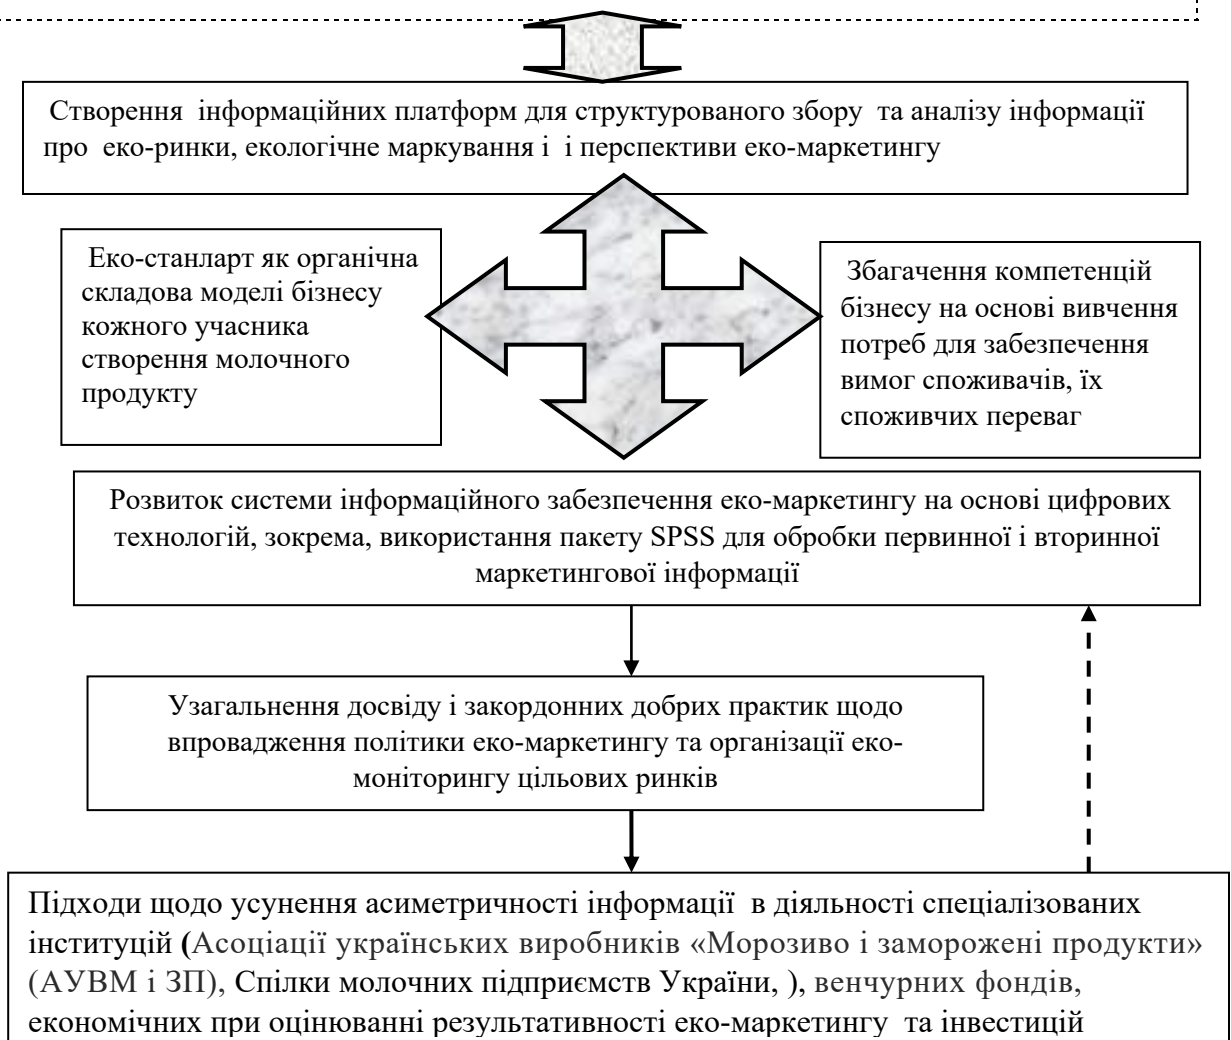 Створення інформаційних платформ для структурованого збору та аналізу інформації
про еко-ринки, екологічне маркування і і перспективи еко-маркетингу
Еко-станларт як органічна
складова моделі бізнесу
кожного учасника
створення молочного
продукту
Збагачення компетенцій
бізнесу на основі вивчення
потреб для забезпечення
вимог споживачів, їх
споживчих переваг
Розвиток системи інформаційного забезпечення еко-маркетингу на основі цифрових
технологій, зокрема, використання пакету SPSS для обробки первинної і вторинної
маркетингової інформації
Узагальнення досвіду і закордонних добрих практик щодо
впровадження політики еко-маркетингу та організації еко-
моніторингу цільових ринків
Підходи щодо усунення асиметричності інформації в діяльності спеціалізованих
інституцій (Асоціації українських виробників «Морозиво і заморожені продукти»
(АУВМ і ЗП), Спілки молочних підприємств України, ), венчурних фондів,
економічних при оцінюванні результативності еко-маркетингу та інвестицій